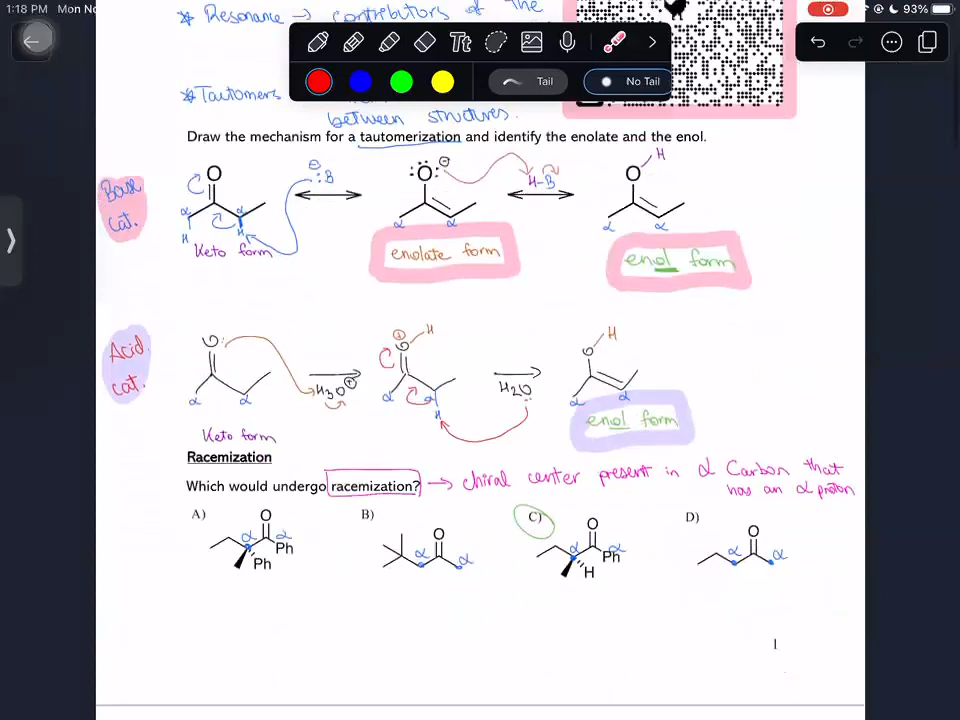 1:18 PM Mon No
93%
* Resonance → contributors of the
Tt
Tail
No Tail
* Tautomers
between structures.
Draw the mechanism for a tautomerization and identify the enolate and the enol.
Base
cat.
O
α
α
H
H
⊖
:B
Keto form
:O:
⊖
H-B
α
α
enolate form
O
H
α
α
enol form
Acid
cat.
O:
α
α
Keto form
H3O⊕
⊕
O
H
α
α
H
H2O
O
H
α
α
enol form
Racemization
Which would undergo racemization? → chiral center present in α Carbon that
has an α proton
A)
O
α
α
Ph
Ph
B)
O
α
α
C)
O
α
α
Ph
H
D)
O
α
α
1